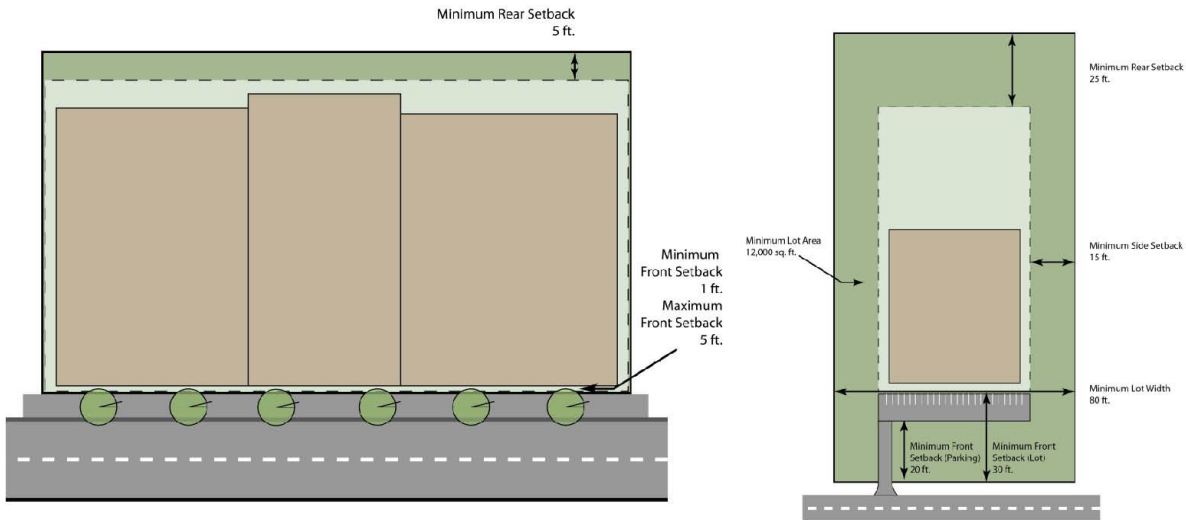 Minimum Rear Setback
5 ft.
Minimum
Front Setback
1 ft.
Maximum
Front Setback
5 ft.
Minimum Rear Setback
25 ft.
Minimum Lot Area
12,000 sq. ft.
Minimum Side Setback
15 ft.
Minimum Lot Width
80 ft.
Minimum Front
Setback (Parking)
20 ft.
Minimum Front
Setback (Lot)
30 ft.